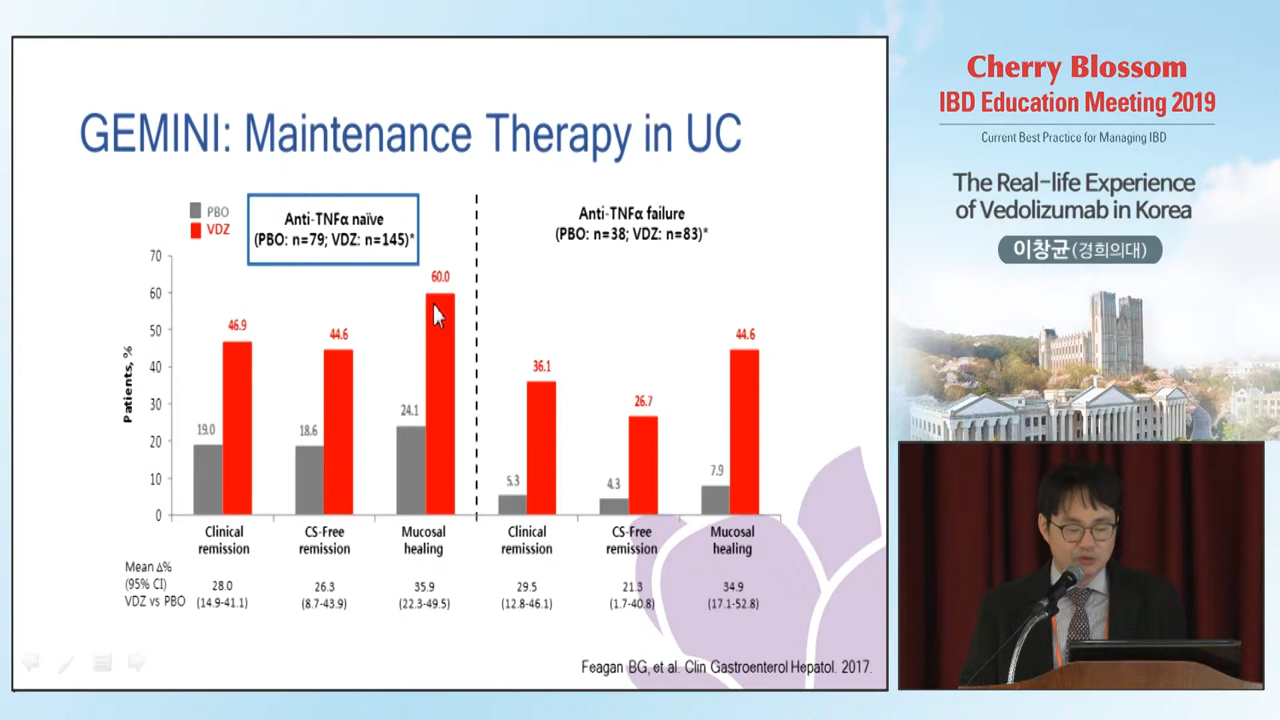 GEMINI: Maintenance Therapy in UC
PBO
VDZ
Anti-TNFα naïve
(PBO: n=79; VDZ: n=145)*
Anti-TNFα failure
(PBO: n=38; VDZ: n=83)*
Patients, %
70
60
50
40
30
20
10
0
19.0
46.9
18.6
44.6
24.1
60.0
5.3
36.1
4.3
26.7
7.9
44.6
Clinical
remission
CS-Free
remission
Mucosal
healing
Clinical
remission
CS-Free
remission
Mucosal
healing
Mean Δ%
(95% CI)
VDZ vs PBO
28.0
(14.9-41.1)
26.3
(8.7-43.9)
35.9
(22.3-49.5)
29.5
(12.8-46.1)
21.3
(1.7-40.8)
34.9
(17.1-52.8)
Feagan BG, et al. Clin Gastroenterol Hepatol. 2017.
Cherry Blossom
IBD Education Meeting 2019
Current Best Practice for Managing IBD
The Real-life Experience
of Vedolizumab in Korea
이창균(경희의대)